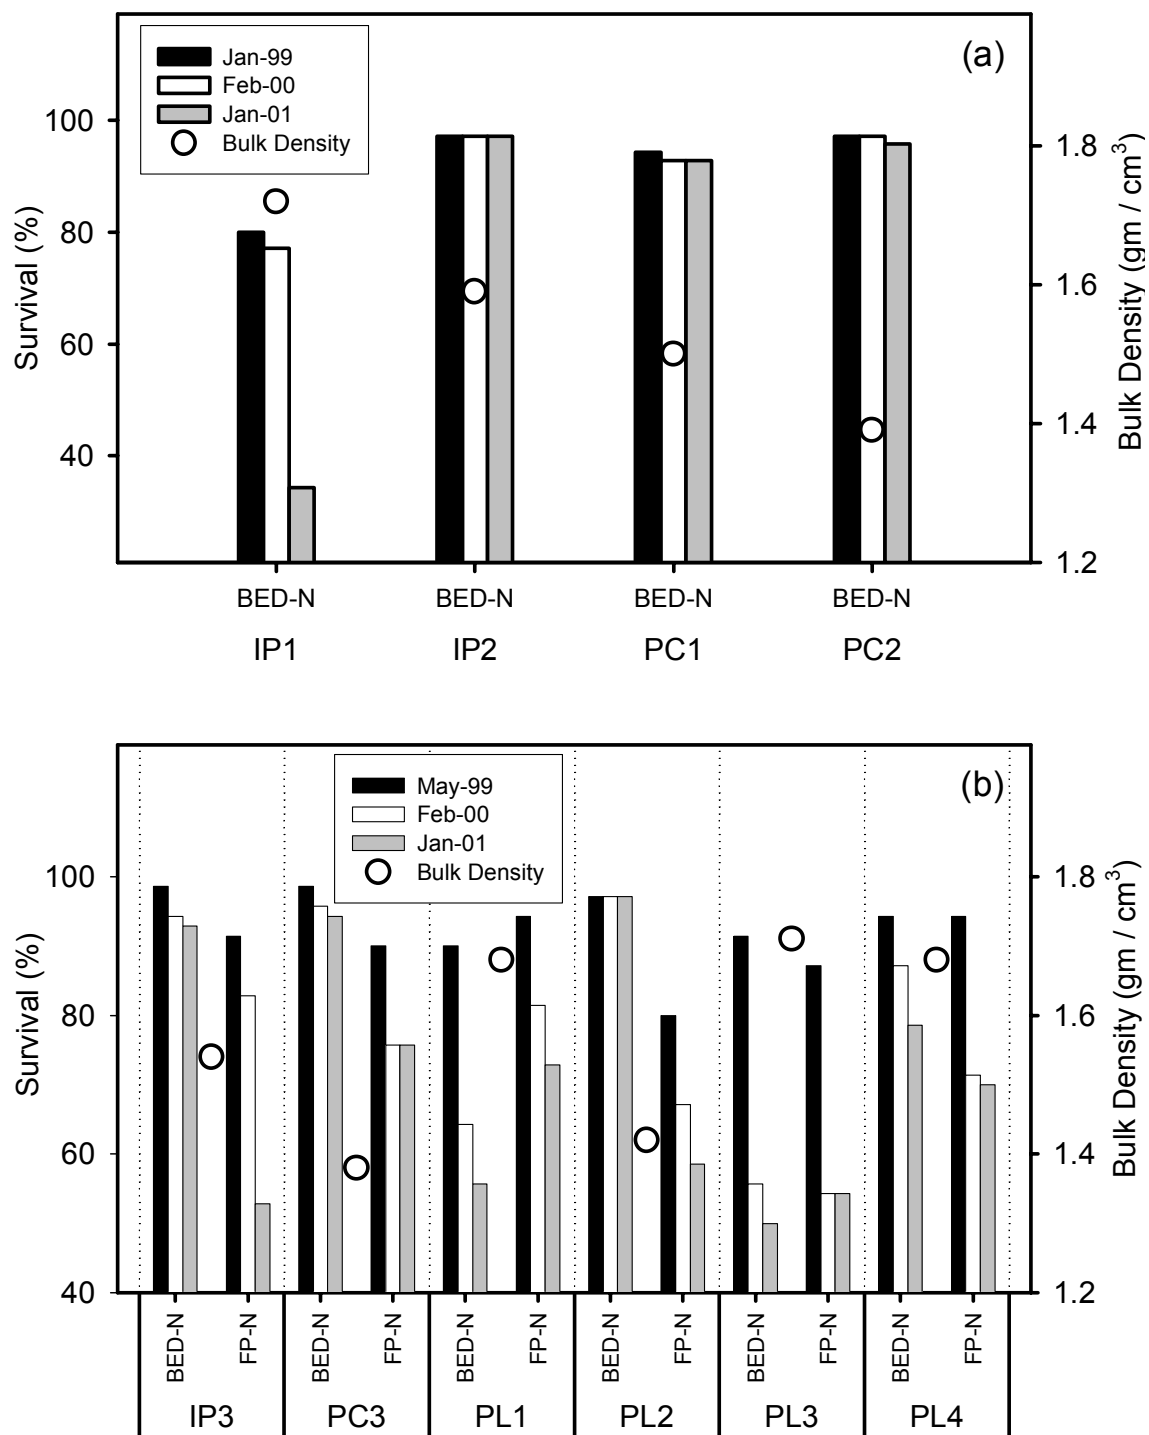 (a)
Jan-99
Feb-00
Jan-01
Bulk Density
100
80
60
40
Survival (%)
1.8
1.6
1.4
1.2
Bulk Density (gm / cm³)
BED-N BED-N BED-N BED-N
IP1 IP2 PC1 PC2
(b)
May-99
Feb-00
Jan-01
Bulk Density
100
80
60
40
Survival (%)
1.8
1.6
1.4
1.2
Bulk Density (gm / cm³)
BED-N FP-N BED-N FP-N BED-N FP-N BED-N FP-N BED-N FP-N BED-N FP-N
IP3 PC3 PL1 PL2 PL3 PL4